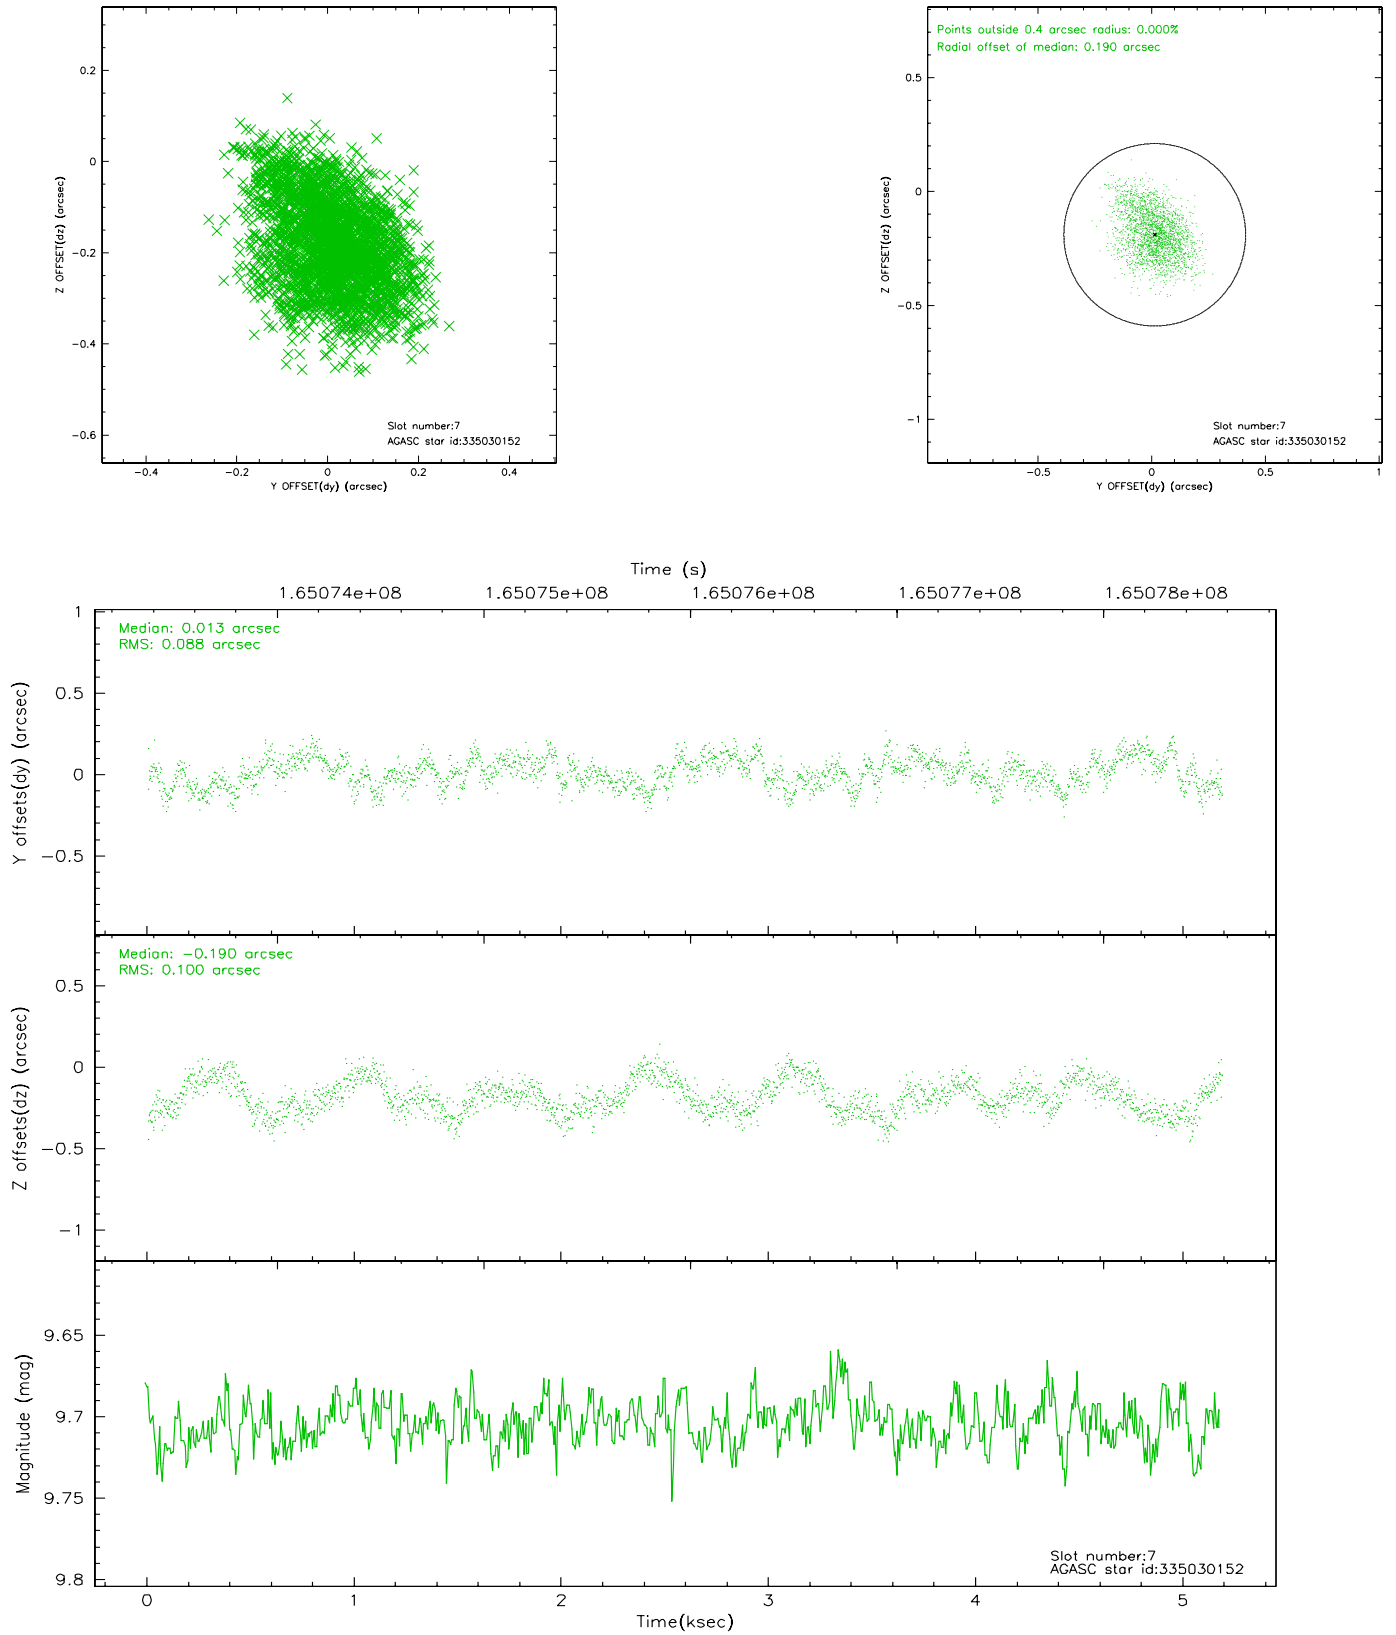 0.2
0
−0.2
−0.4
−0.6
Z OFFSET(dz) (arcsec)
Slot number:7
AGASC star id:335030152
−0.4 −0.2 0 0.2 0.4
Y OFFSET(dy) (arcsec)
Points outside 0.4 arcsec radius: 0.000%
Radial offset of median: 0.190 arcsec
0.5
0
−0.5
−1
Z OFFSET(dz) (arcsec)
Slot number:7
AGASC star id:335030152
−0.5 0 0.5 1
Y OFFSET(dy) (arcsec)
Time (s)
1.65074e+08 1.65075e+08 1.65076e+08 1.65077e+08 1.65078e+08
Median: 0.013 arcsec
RMS: 0.088 arcsec
1
0.5
0
−0.5
Y offsets(dy) (arcsec)
Median: −0.190 arcsec
RMS: 0.100 arcsec
0.5
0
−0.5
−1
Z offsets(dz) (arcsec)
9.65
9.7
9.75
9.8
Magnitude (mag)
Slot number:7
AGASC star id:335030152
0 1 2 3 4 5
Time(ksec)